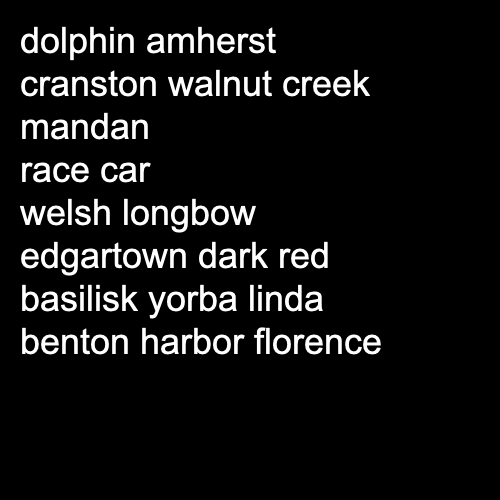 dolphin amherst
cranston walnut creek
mandan
race car
welsh longbow
edgartown dark red
basilisk yorba linda
benton harbor florence